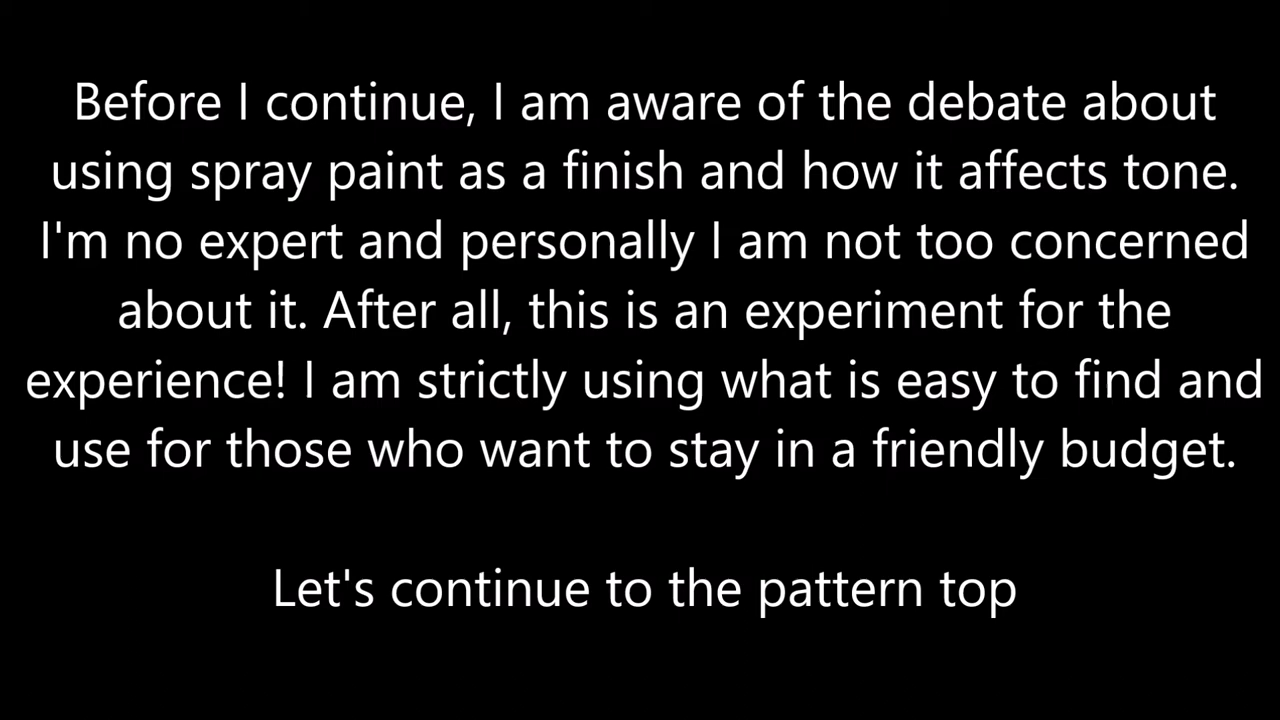 Before I continue, I am aware of the debate about
using spray paint as a finish and how it affects tone.
I'm no expert and personally I am not too concerned
about it. After all, this is an experiment for the
experience! I am strictly using what is easy to find and
use for those who want to stay in a friendly budget.
Let's continue to the pattern top